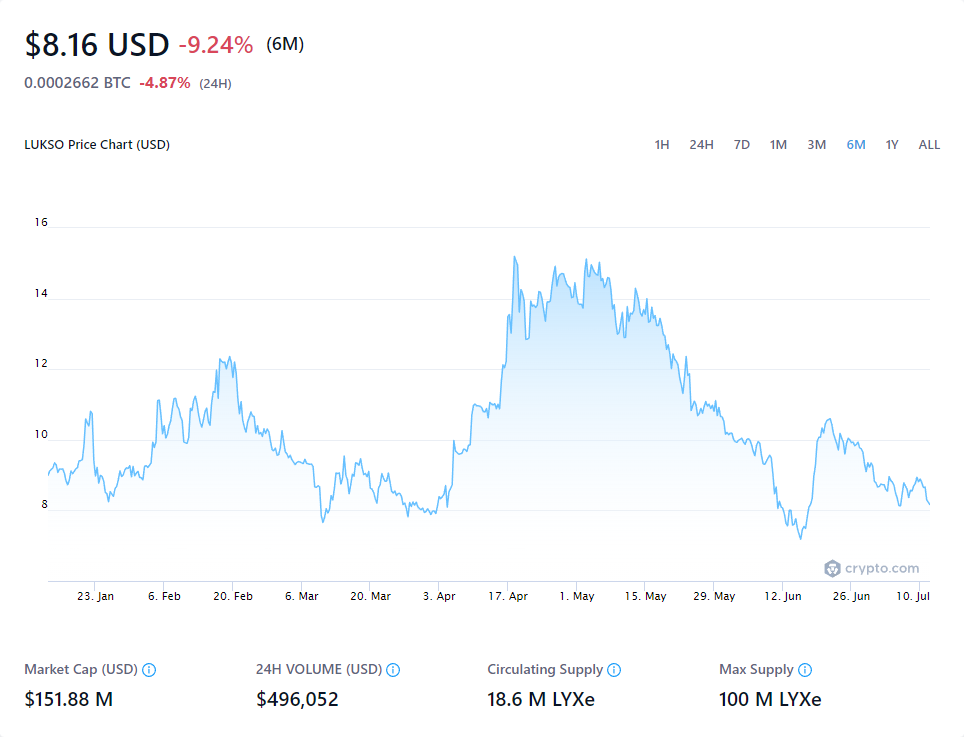 $8.16 USD -9.24% (6M)
0.0002662 BTC -4.87% (24H)
LUKSO Price Chart (USD) 1H 24H 7D 1M 3M 6M 1Y ALL
16
14
12
10
8
crypto.com
23. Jan 6. Feb 20. Feb 6. Mar 20. Mar 3. Apr 17. Apr 1. May 15. May 29. May 12. Jun 26. Jun 10. Jul
Market Cap (USD) 24H VOLUME (USD) Circulating Supply Max Supply
$151.88 M $496,052 18.6 M LYXe 100 M LYXe